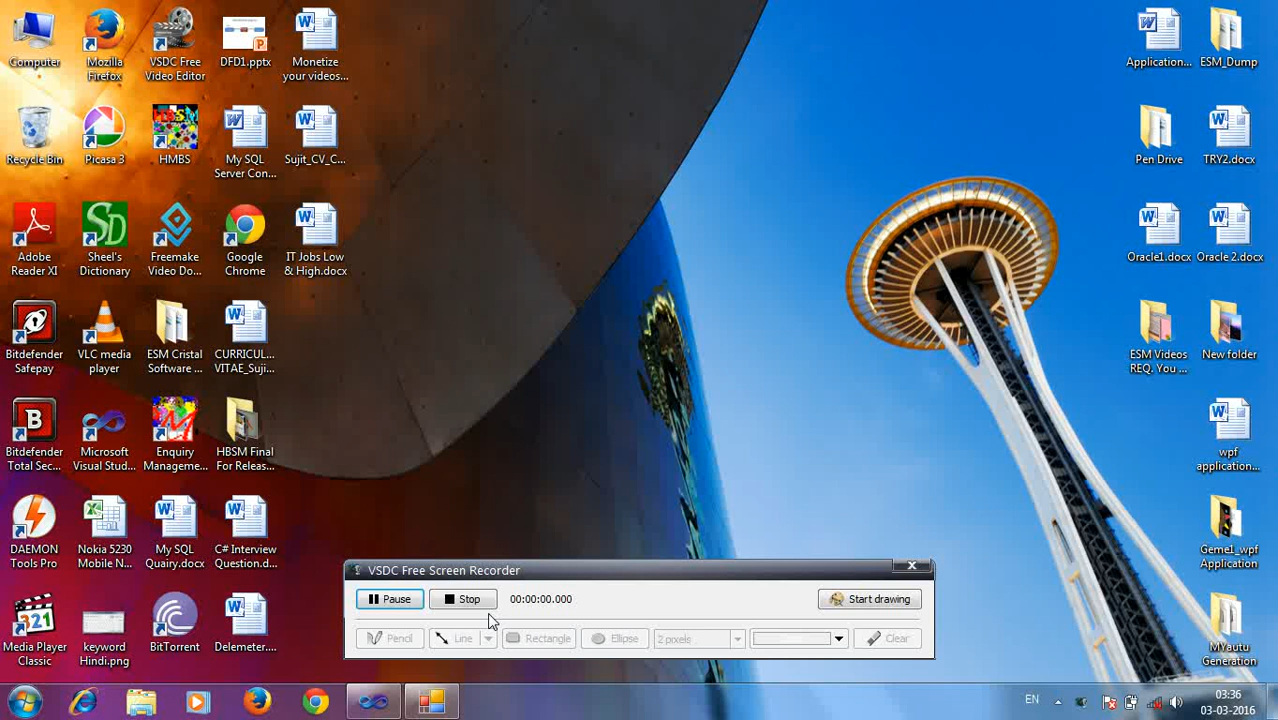 Computer
Mozilla
Firefox
VSDC Free
Video Editor
DFD1.pptx
Monetize
your videos...
Application...
ESM_Dump
Recycle Bin
Picasa 3
HMBS
My SQL
Server Con...
Sujit_CV_C...
Pen Drive
TRY2.docx
Adobe
Reader XI
Sheel's
Dictionary
Freemake
Video Do...
Google
Chrome
IT Jobs Low
& High.docx
Oracle1.docx
Oracle 2.docx
Bitdefender
Safepay
VLC media
player
ESM Cristal
Software ...
CURRICUL...
VITAE_Suji...
ESM Videos
REQ. You ...
New folder
Bitdefender
Total Sec...
Microsoft
Visual Stud...
Enquiry
Manageme...
HBSM Final
For Releas...
wpf
application...
DAEMON
Tools Pro
Nokia 5230
Mobile N...
My SQL
Quairy.docx
C# Interview
Question.d...
Geme1_wpf
Application
Media Player
Classic
keyword
Hindi.png
BitTorrent
Delemeter....
MYautu
Generation
VSDC Free Screen Recorder
Pause Stop 00:00:00.000 Start drawing
Pencil Line Rectangle Ellipse 2 pixels Clear
EN
03:36
03-03-2016